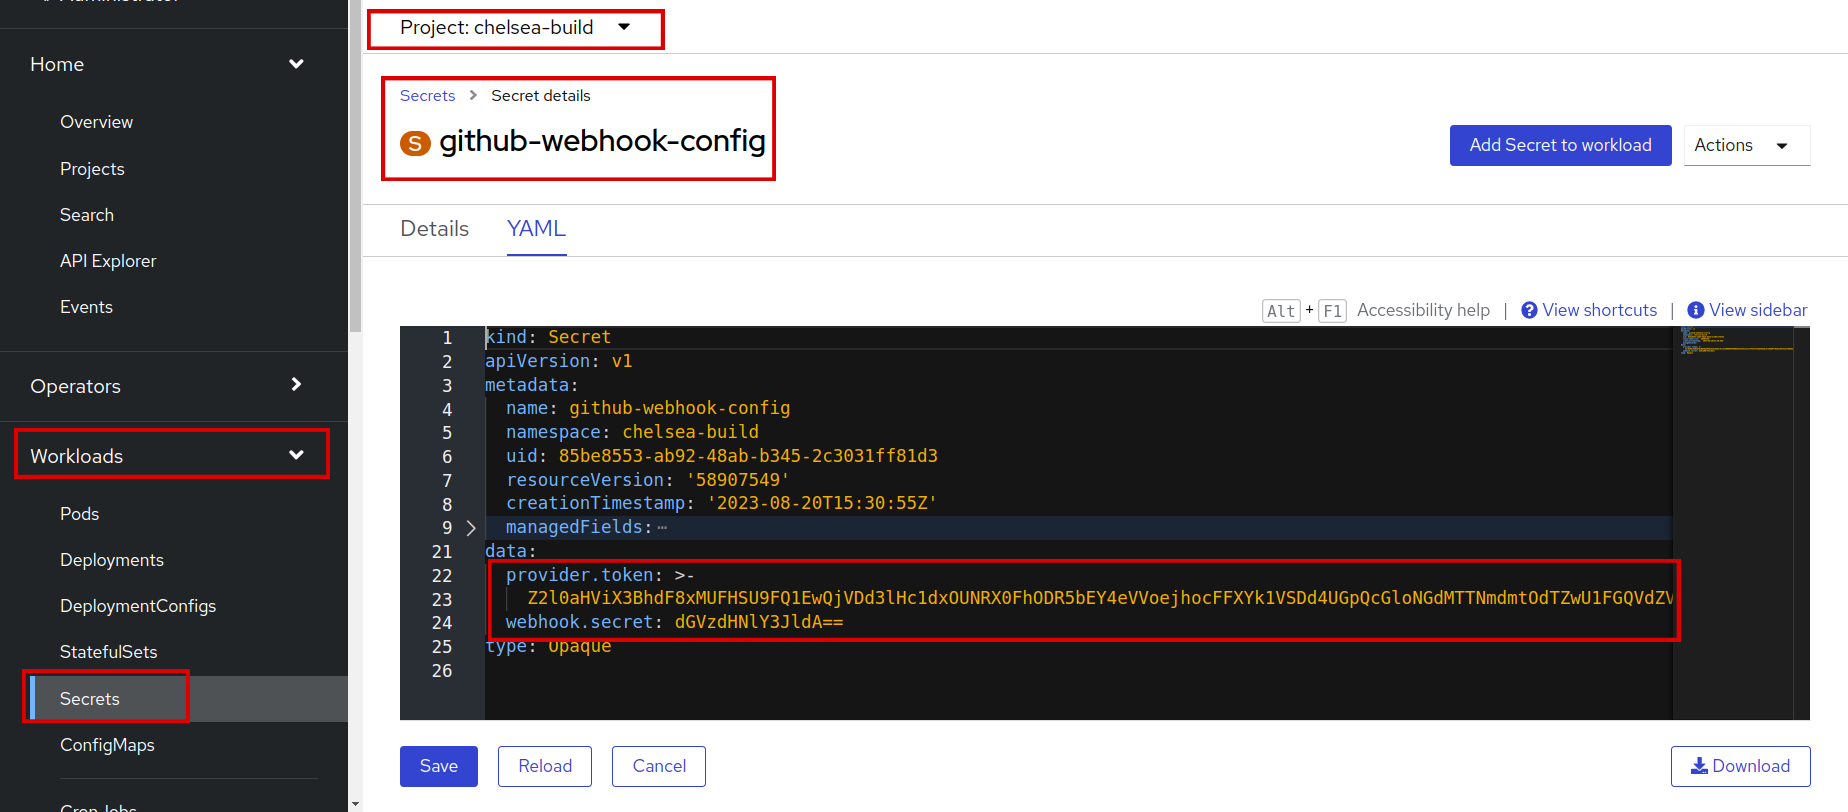 Home
Overview
Projects
Search
API Explorer
Events
Operators
Workloads
Pods
Deployments
DeploymentConfigs
StatefulSets
Secrets
ConfigMaps
Project: chelsea-build
Secrets > Secret details
S github-webhook-config
Add Secret to workload
Actions
Details
YAML
Alt + F1 Accessibility help | View shortcuts | View sidebar
1 kind: Secret
2 apiVersion: v1
3 metadata:
4 name: github-webhook-config
5 namespace: chelsea-build
6 uid: 85be8553-ab92-48ab-b345-2c3031ff81d3
7 resourceVersion: '58907549'
8 creationTimestamp: '2023-08-20T15:30:55Z'
9 managedFields: …
21 data:
22 provider.token: >-
23 Z2l0aHViX3BhdF8xMUFHSU9FQ1EwQjVDd3lHc1dxOUNRX0FhODR5bEY4eVVoejhocFFXYk1VSDd4UGpQcGloNGdMTTNmdmtOdTZwU1FGQVdZV
24 webhook.secret: dGVzdHNlY3JldA==
25 type: Opaque
26
Save
Reload
Cancel
Download